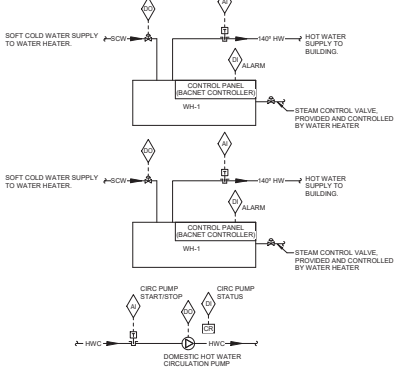 DO
AI
SOFT COLD WATER SUPPLY
TO WATER HEATER.
SCW
T
140° HW
HOT WATER
SUPPLY TO
BUILDING.
DI
ALARM
CONTROL PANEL
(BACNET CONTROLLER)
WH-1
STEAM CONTROL VALVE,
PROVIDED AND CONTROLLED
BY WATER HEATER
DO
AI
SOFT COLD WATER SUPPLY
TO WATER HEATER.
SCW
T
140° HW
HOT WATER
SUPPLY TO
BUILDING.
DI
ALARM
CONTROL PANEL
(BACNET CONTROLLER)
WH-1
STEAM CONTROL VALVE,
PROVIDED AND CONTROLLED
BY WATER HEATER
CIRC PUMP
START/STOP
CIRC PUMP
STATUS
AI
DO
DI
CR
T
HWC
HWC
DOMESTIC HOT WATER
CIRCULATION PUMP